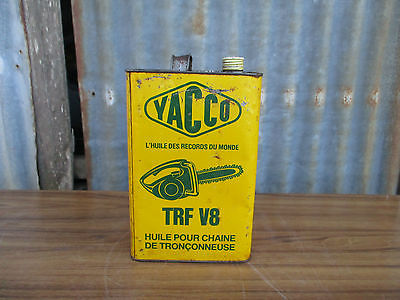 YACCO
L'HUILE DES RECORDS DU MONDE
TRF V8
HUILE POUR CHAINE
DE TRONÇONNEUSE